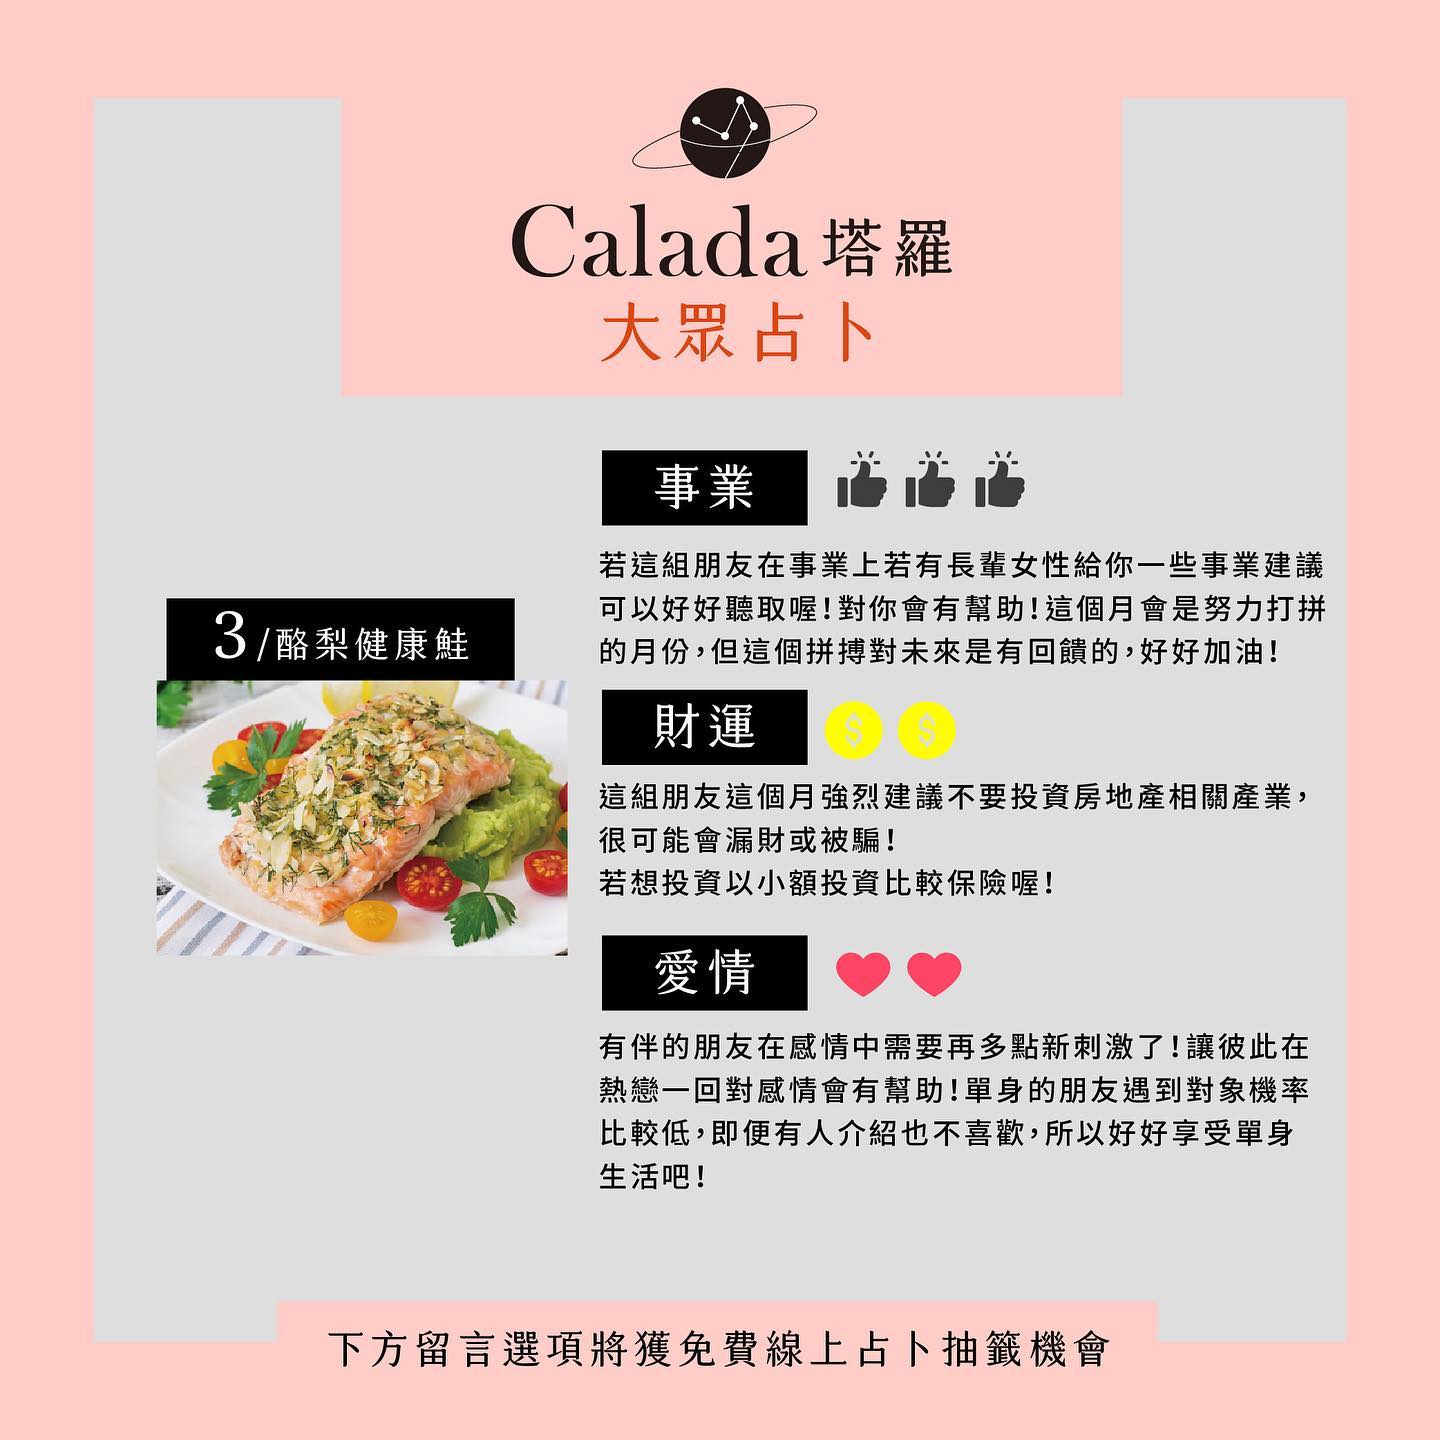 Calada塔羅
大眾占卜
3/酪梨健康鮭
事業
若這組朋友在事業上若有長輩女性給你一些事業建議
可以好好聽取喔！對你會有幫助！這個月會是努力打拼
的月份，但這個拼搏對未來是有回饋的，好好加油！
財運
$ $
這組朋友這個月強烈建議不要投資房地產相關產業，
很可能會漏財或被騙！
若想投資以小額投資比較保險喔！
愛情
有伴的朋友在感情中需要再多點新刺激了！讓彼此在
熱戀一回對感情會有幫助！單身的朋友遇到對象機率
比較低，即便有人介紹也不喜歡，所以好好享受單身
生活吧！
下方留言選項將獲免費線上占卜抽籤機會